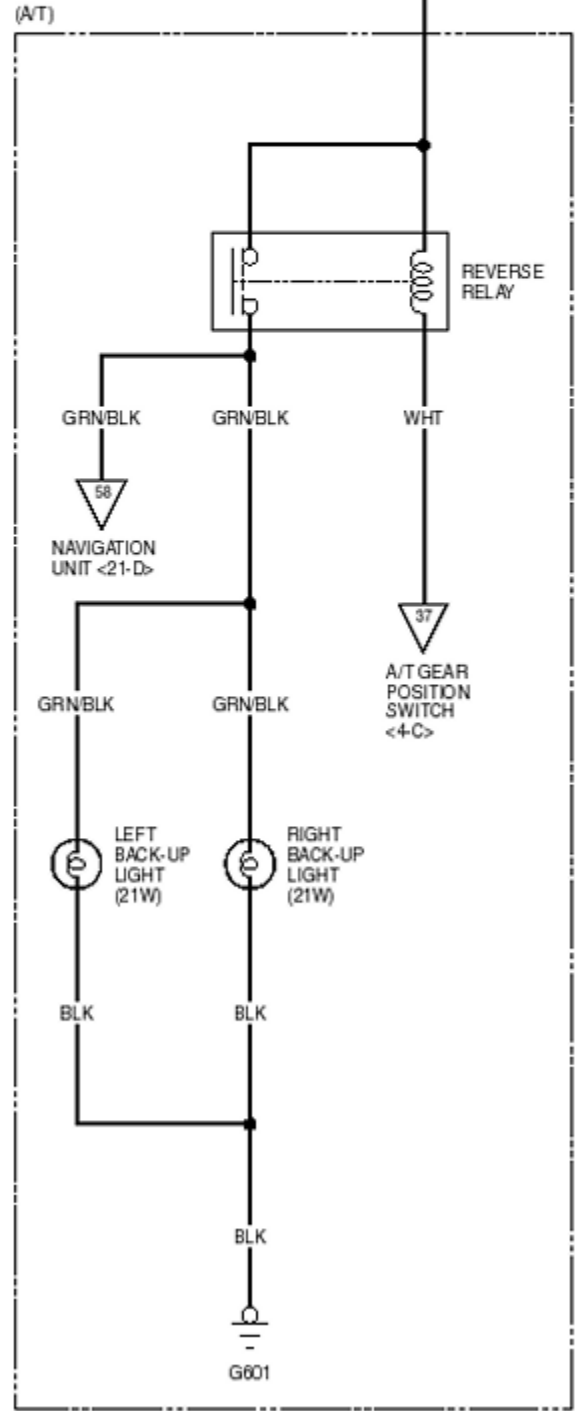 (A/T)
REVERSE
RELAY
GRN/BLK GRN/BLK WHT
58
NAVIGATION
UNIT <21-D>
37
A/T GEAR
POSITION
SWITCH
<4-C>
GRN/BLK GRN/BLK
LEFT
BACK-UP
LIGHT
(21W)
RIGHT
BACK-UP
LIGHT
(21W)
BLK BLK
BLK
G601